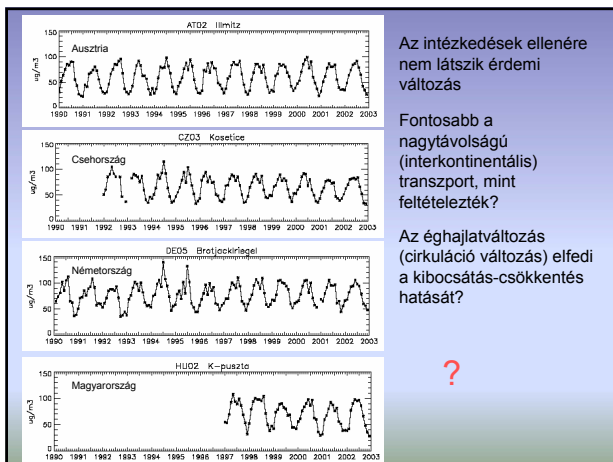 AT02 Illmitz
Ausztria
ug/m3
150
100
50
0
1990 1991 1992 1993 1994 1995 1996 1997 1998 1999 2000 2001 2002 2003
CZ03 Kosetice
Csehország
ug/m3
150
100
50
0
1990 1991 1992 1993 1994 1995 1996 1997 1998 1999 2000 2001 2002 2003
DE05 Brotjacklriegel
Németország
ug/m3
150
100
50
0
1990 1991 1992 1993 1994 1995 1996 1997 1998 1999 2000 2001 2002 2003
HU02 K-puszta
Magyarország
ug/m3
150
100
50
0
1990 1991 1992 1993 1994 1995 1996 1997 1998 1999 2000 2001 2002 2003
Az intézkedések ellenére
nem látszik érdemi
változás
Fontosabb a
nagytávolságú
(interkontinentális)
transzport, mint
feltételezték?
Az éghajlatváltozás
(cirkuláció változás) elfedi
a kibocsátás-csökkentés
hatását?
?